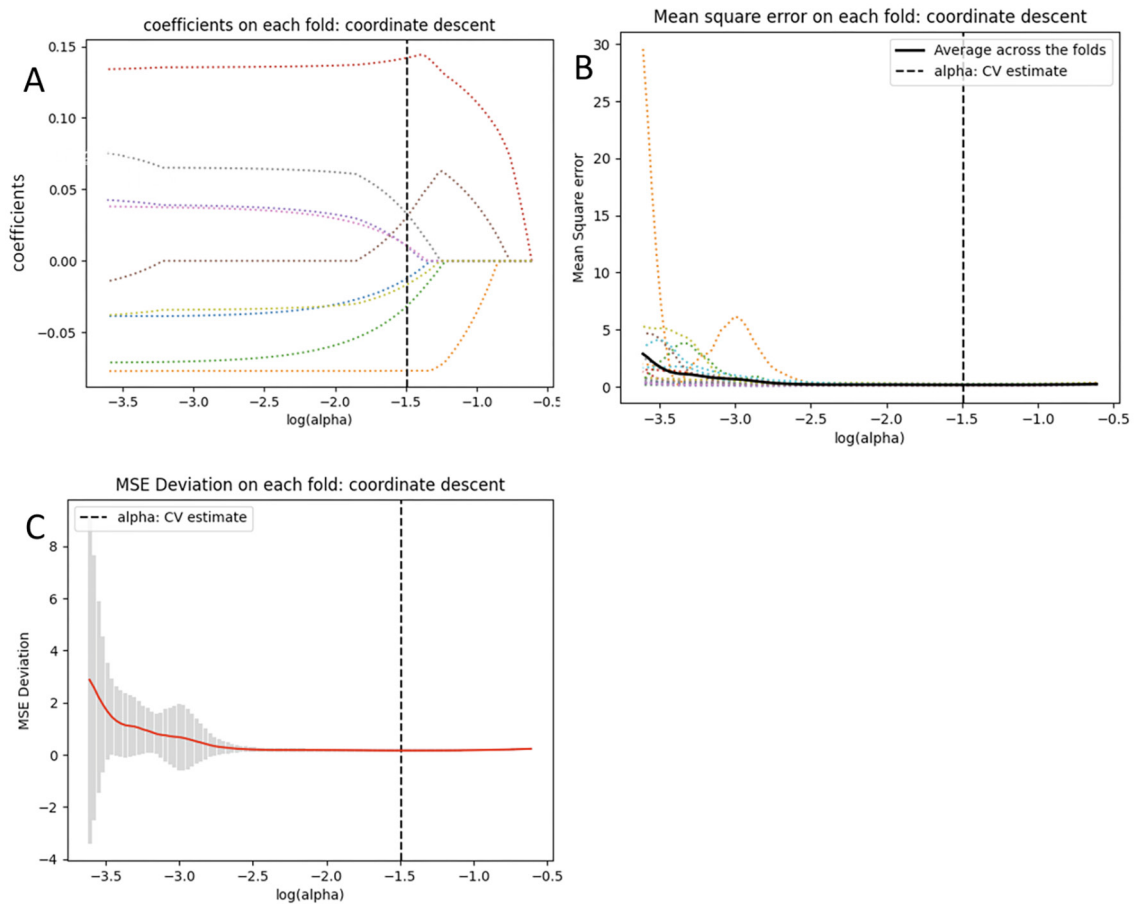 coefficients on each fold: coordinate descent
A
0.15
0.10
0.05
0.00
−0.05
coefficients
−3.5 −3.0 −2.5 −2.0 −1.5 −1.0 −0.5
log(alpha)
Mean square error on each fold: coordinate descent
B
Average across the folds
alpha: CV estimate
30
25
20
15
10
5
0
Mean Square error
−3.5 −3.0 −2.5 −2.0 −1.5 −1.0 −0.5
log(alpha)
MSE Deviation on each fold: coordinate descent
C
alpha: CV estimate
8
6
4
2
0
−2
−4
MSE Deviation
−3.5 −3.0 −2.5 −2.0 −1.5 −1.0 −0.5
log(alpha)